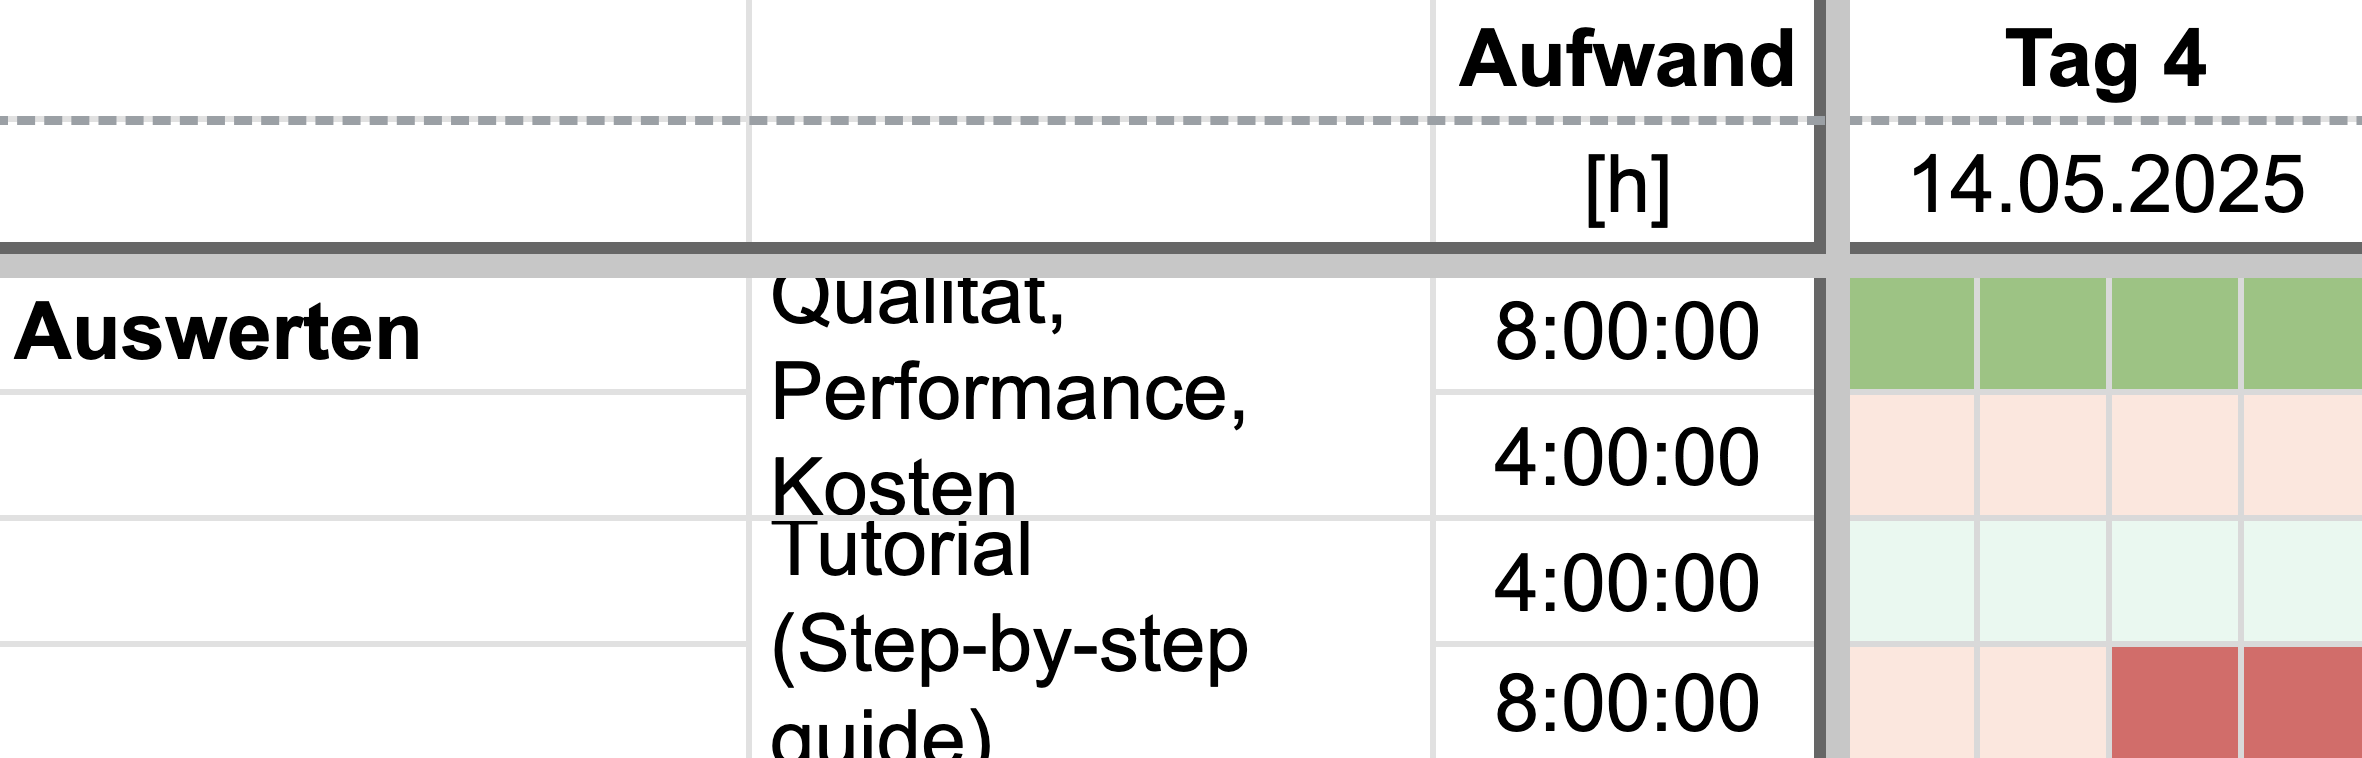 Aufwand Tag 4
[h] 14.05.2025
Auswerten
Qualität,
Performance,
Kosten
8:00:00
4:00:00
Tutorial
(Step-by-step
guide)
4:00:00
8:00:00